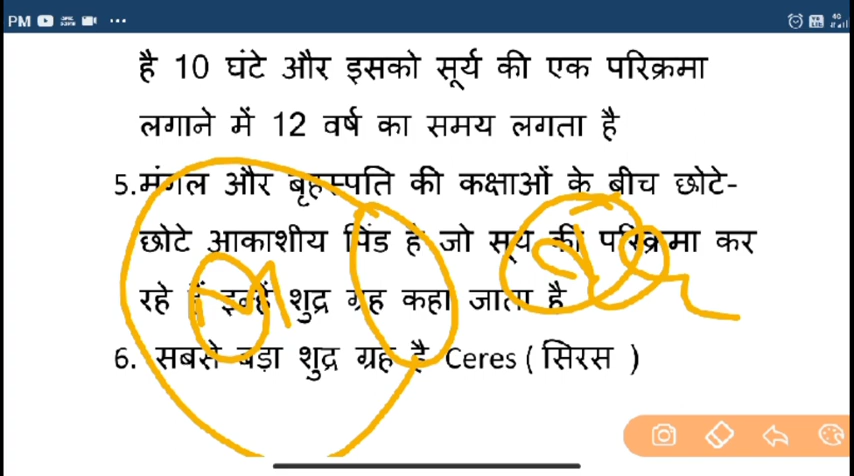 PM
है 10 घंटे और इसको सूर्य की एक परिक्रमा
लगाने में 12 वर्ष का समय लगता है
5. मंगल और बृहस्पति की कक्षाओं के बीच छोटे-
छोटे आकाशीय पिंड है जो सूर्य की परिक्रमा कर
रहे हैं इन्हें शुद्र ग्रह कहा जाता है
6. सबसे बड़ा शुद्र ग्रह है Ceres ( सिरस )